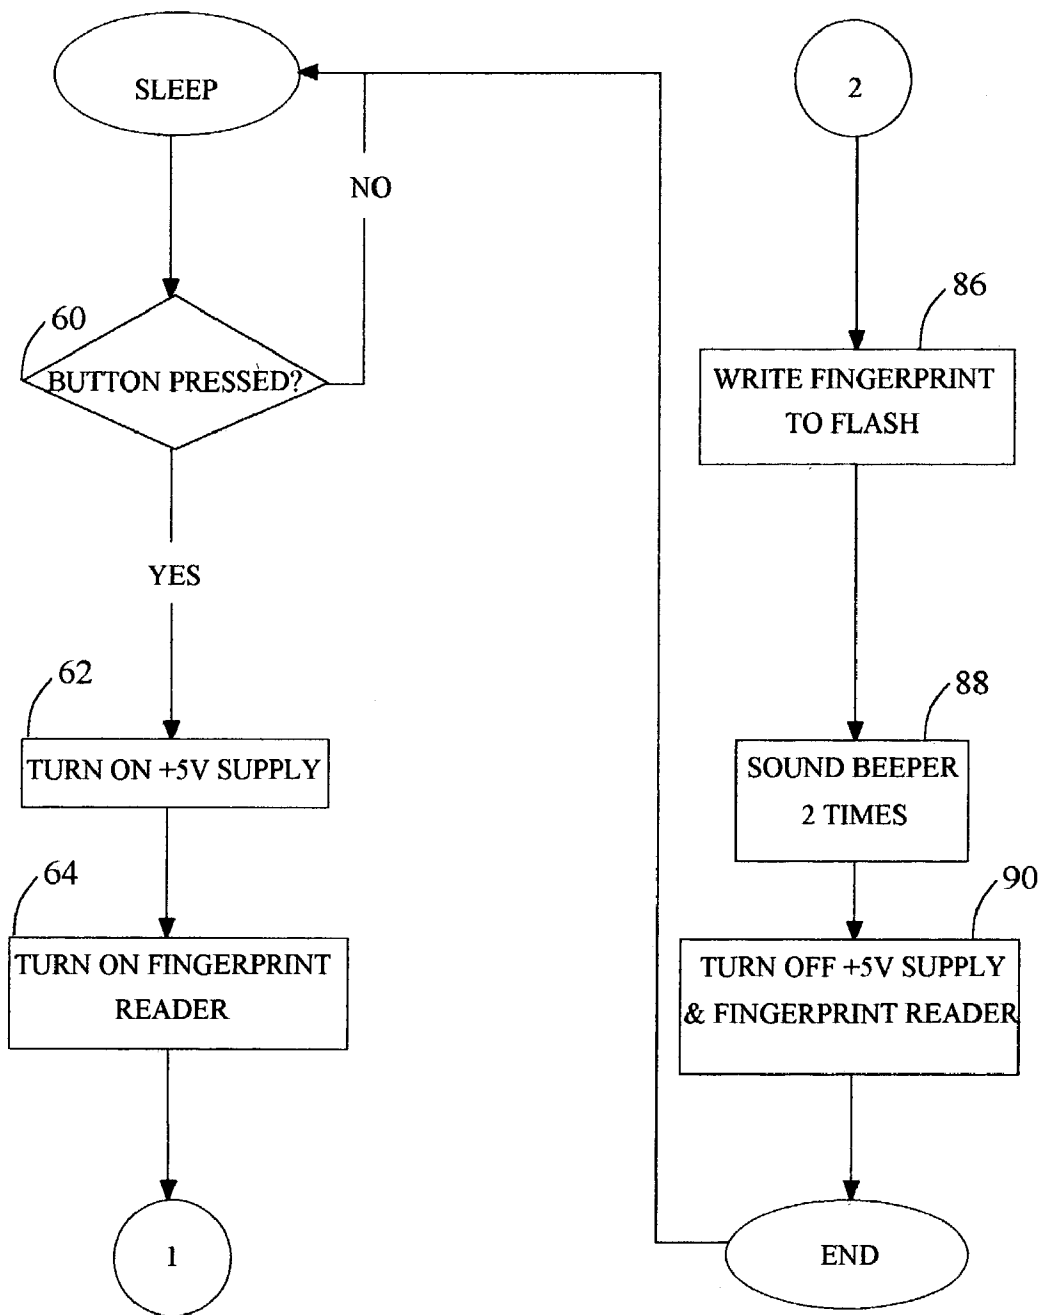 SLEEP
NO
60
BUTTON PRESSED?
YES
62
TURN ON +5V SUPPLY
64
TURN ON FINGERPRINT
READER
1
2
86
WRITE FINGERPRINT
TO FLASH
88
SOUND BEEPER
2 TIMES
90
TURN OFF +5V SUPPLY
& FINGERPRINT READER
END